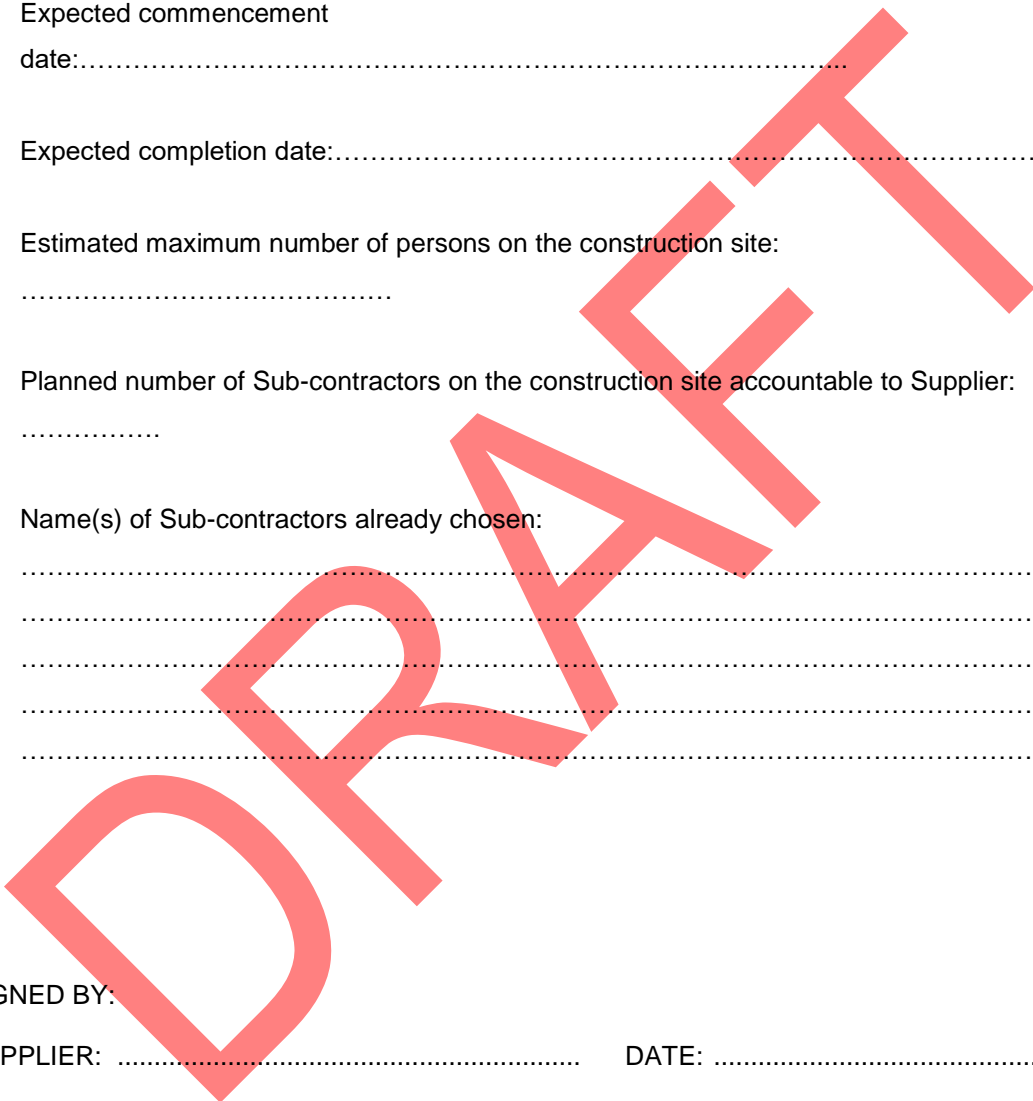 Expected commencement
date:…………………………………………………………………………..
Expected completion date:……………………………………………………………………
Estimated maximum number of persons on the construction site:
……………………………………
Planned number of Sub-contractors on the construction site accountable to Supplier:
…………….
Name(s) of Sub-contractors already chosen:
……………………………………………………………………………………………………
……………………………………………………………………………………………………
……………………………………………………………………………………………………
……………………………………………………………………………………………………
……………………………………………………………………………………………………
DRAFT
GNED BY:
PPLIER: ................................................................ DATE: ............................................